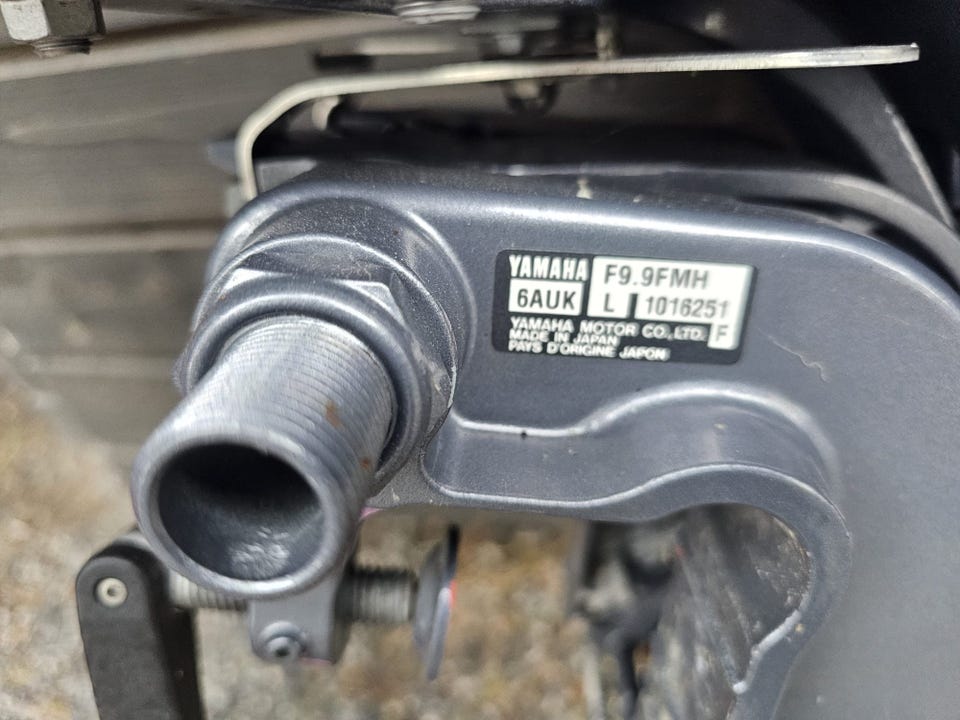 YAMAHA F9.9FMH
6AUK L 1016251
YAMAHA MOTOR CO.,LTD. F
MADE IN JAPAN
PAYS D'ORIGINE JAPON